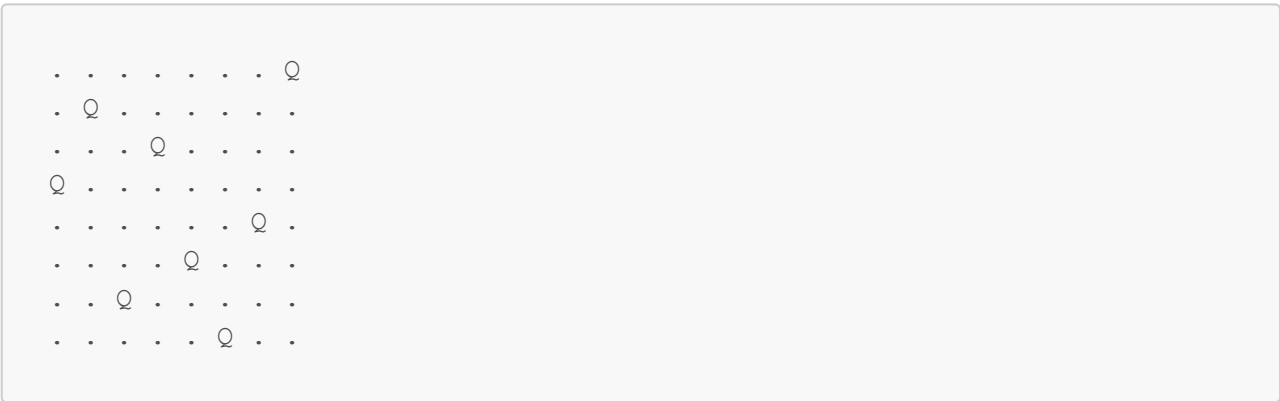 . . . . . . . Q
. Q . . . . . .
. . . Q . . . .
Q . . . . . . .
. . . . . . Q .
. . . . Q . . .
. . Q . . . . .
. . . . . Q . .